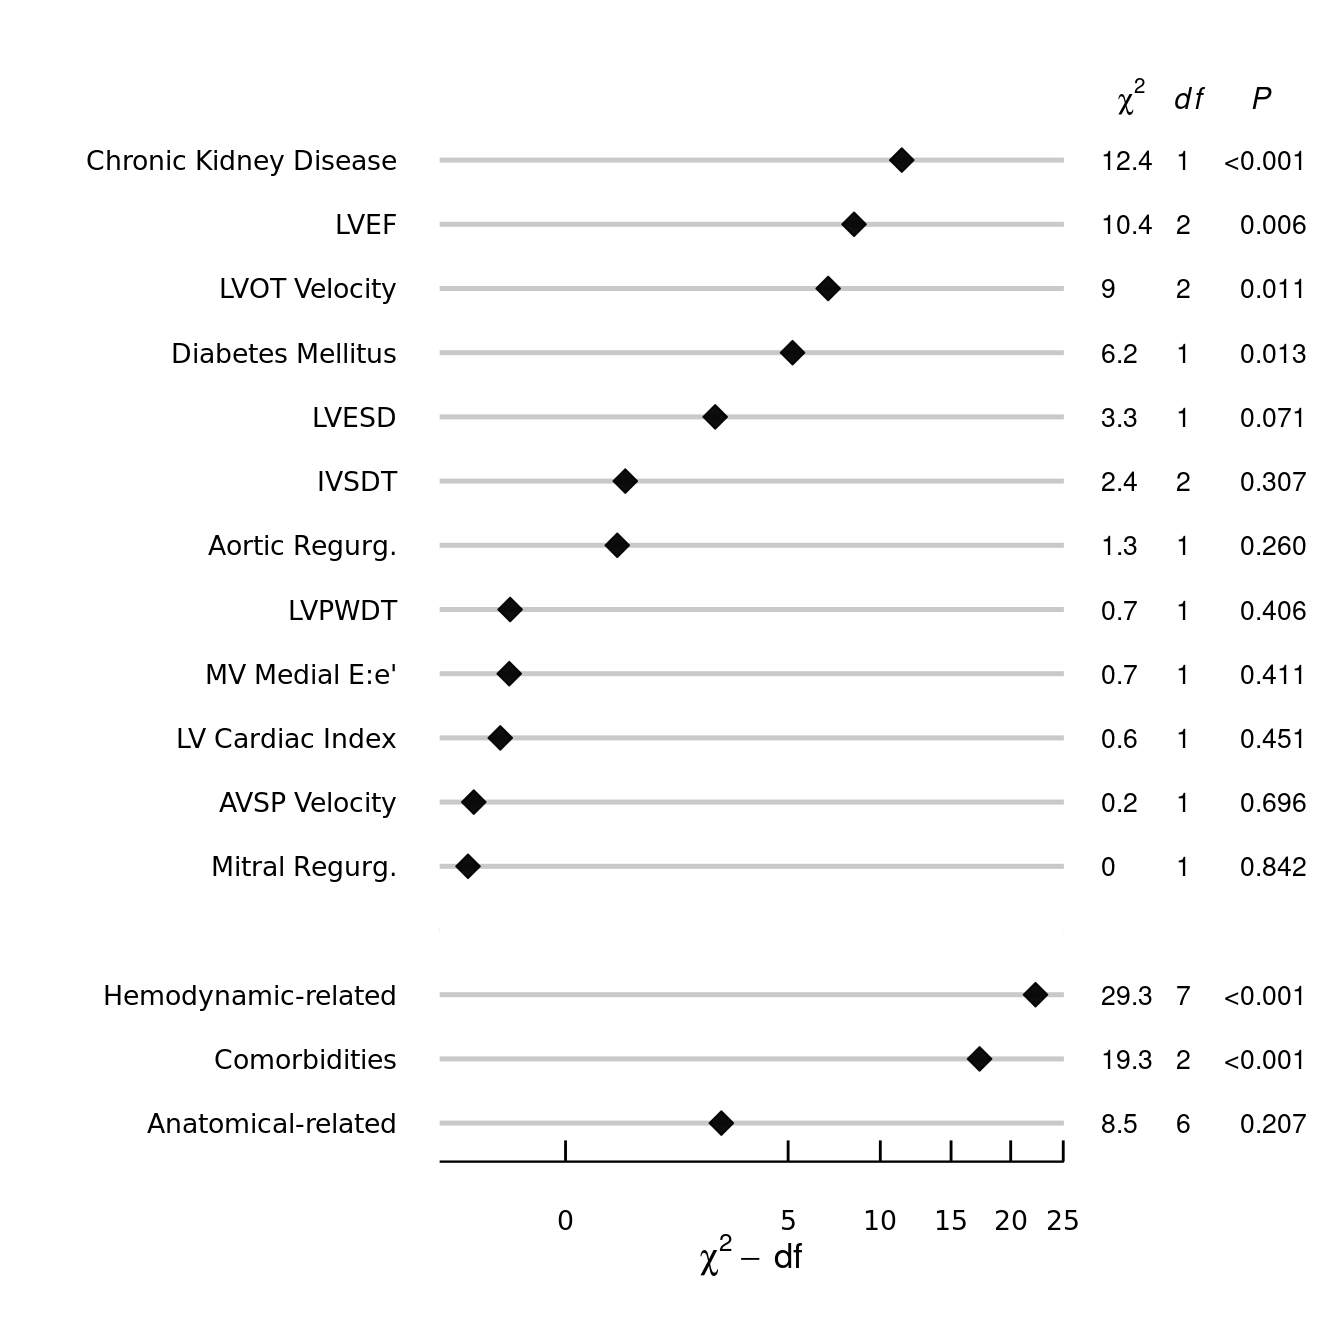 χ² df P
Chronic Kidney Disease 12.4 1 <0.001
LVEF 10.4 2 0.006
LVOT Velocity 9 2 0.011
Diabetes Mellitus 6.2 1 0.013
LVESD 3.3 1 0.071
IVSDT 2.4 2 0.307
Aortic Regurg. 1.3 1 0.260
LVPWDT 0.7 1 0.406
MV Medial E:e' 0.7 1 0.411
LV Cardiac Index 0.6 1 0.451
AVSP Velocity 0.2 1 0.696
Mitral Regurg. 0 1 0.842
Hemodynamic-related 29.3 7 <0.001
Comorbidities 19.3 2 <0.001
Anatomical-related 8.5 6 0.207
0 5 10 15 20 25
χ² − df